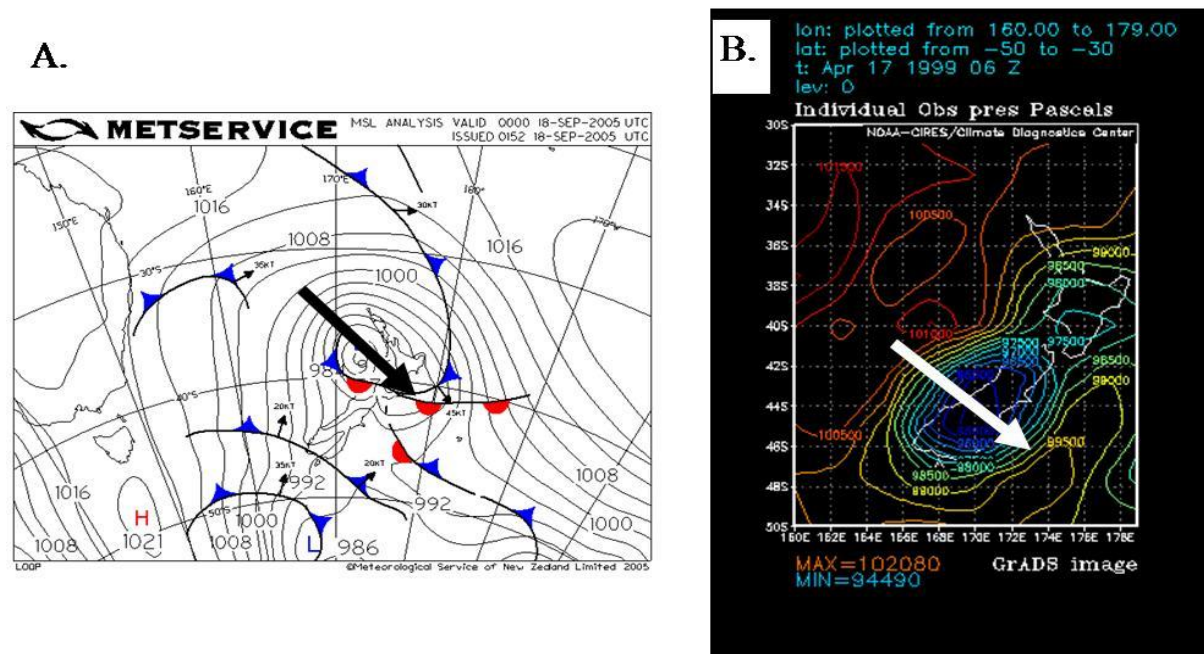 A.
METSERVICE
MSL ANALYSIS VALID 0000 18-SEP-2005 UTC
ISSUED 0152 18-SEP-2005 UTC
170°E
160°E
1016
30KT
150°E
1008
1016
35KT
30°S
1000
40°S
45KT
20KT
35KT
20KT
992
992
1008
1016
H
1021
50°S
1000
1000
1008
1008
L 986
LOOP
©Meteorological Service of New Zealand Limited 2005
B.
lon: plotted from 160.00 to 179.00
lat: plotted from -50 to -30
t: Apr 17 1999 06 Z
lev: 0
Individual Obs pres Pascals
NOAA-CIRES/Climate Diagnostics Center
30S
32S
34S
36S
38S
40S
42S
44S
46S
48S
50S
101500
100500
99000
98500
98000
101000
97500
97500
98500
99000
100500
99500
98000
98500
99000
160E 162E 164E 166E 168E 170E 172E 174E 176E 178E
MAX=102080
MIN=94490
GrADS image